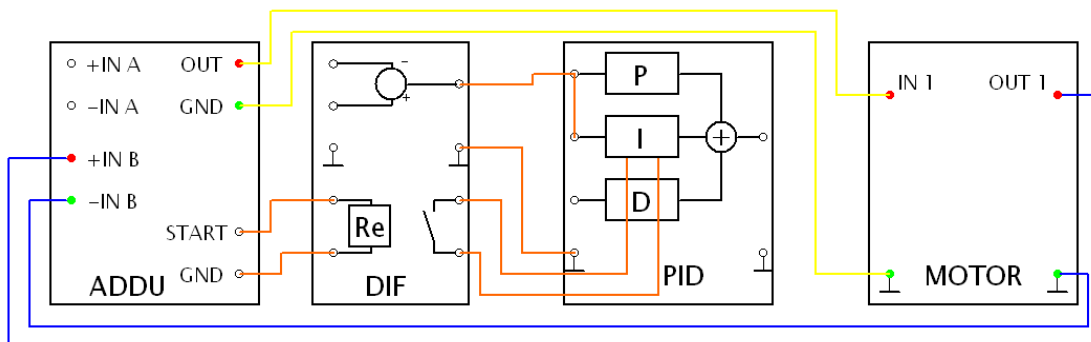 +IN A OUT
-IN A GND
+IN B
-IN B
START
GND
ADDU
-
+
Re
DIF
P
I
+
D
PID
IN 1 OUT 1
MOTOR